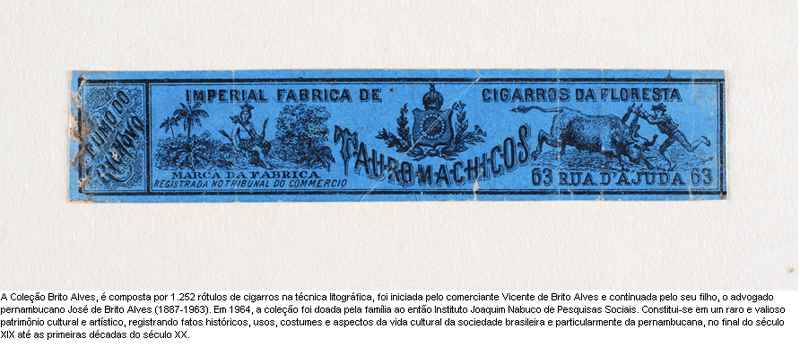 IMPERIAL FABRICA DE CIGARROS DA FLORESTA
FUMO DO
RIO NOVO
TAUROMACHICOS
MARCA DA FABRICA
REGISTRADA NO TRIBUNAL DO COMMERCIO
63 RUA D'AJUDA 63
A Coleção Brito Alves, é composta por 1.252 rótulos de cigarros na técnica litográfica, foi iniciada pelo comerciante Vicente de Brito Alves e continuada pelo seu filho, o advogado
pernambucano José de Brito Alves (1887-1963). Em 1964, a coleção foi doada pela família ao então Instituto Joaquim Nabuco de Pesquisas Sociais. Constitui-se em um raro e valioso
patrimônio cultural e artístico, registrando fatos históricos, usos, costumes e aspectos da vida cultural da sociedade brasileira e particularmente da pernambucana, no final do século
XIX até as primeiras décadas do século XX.